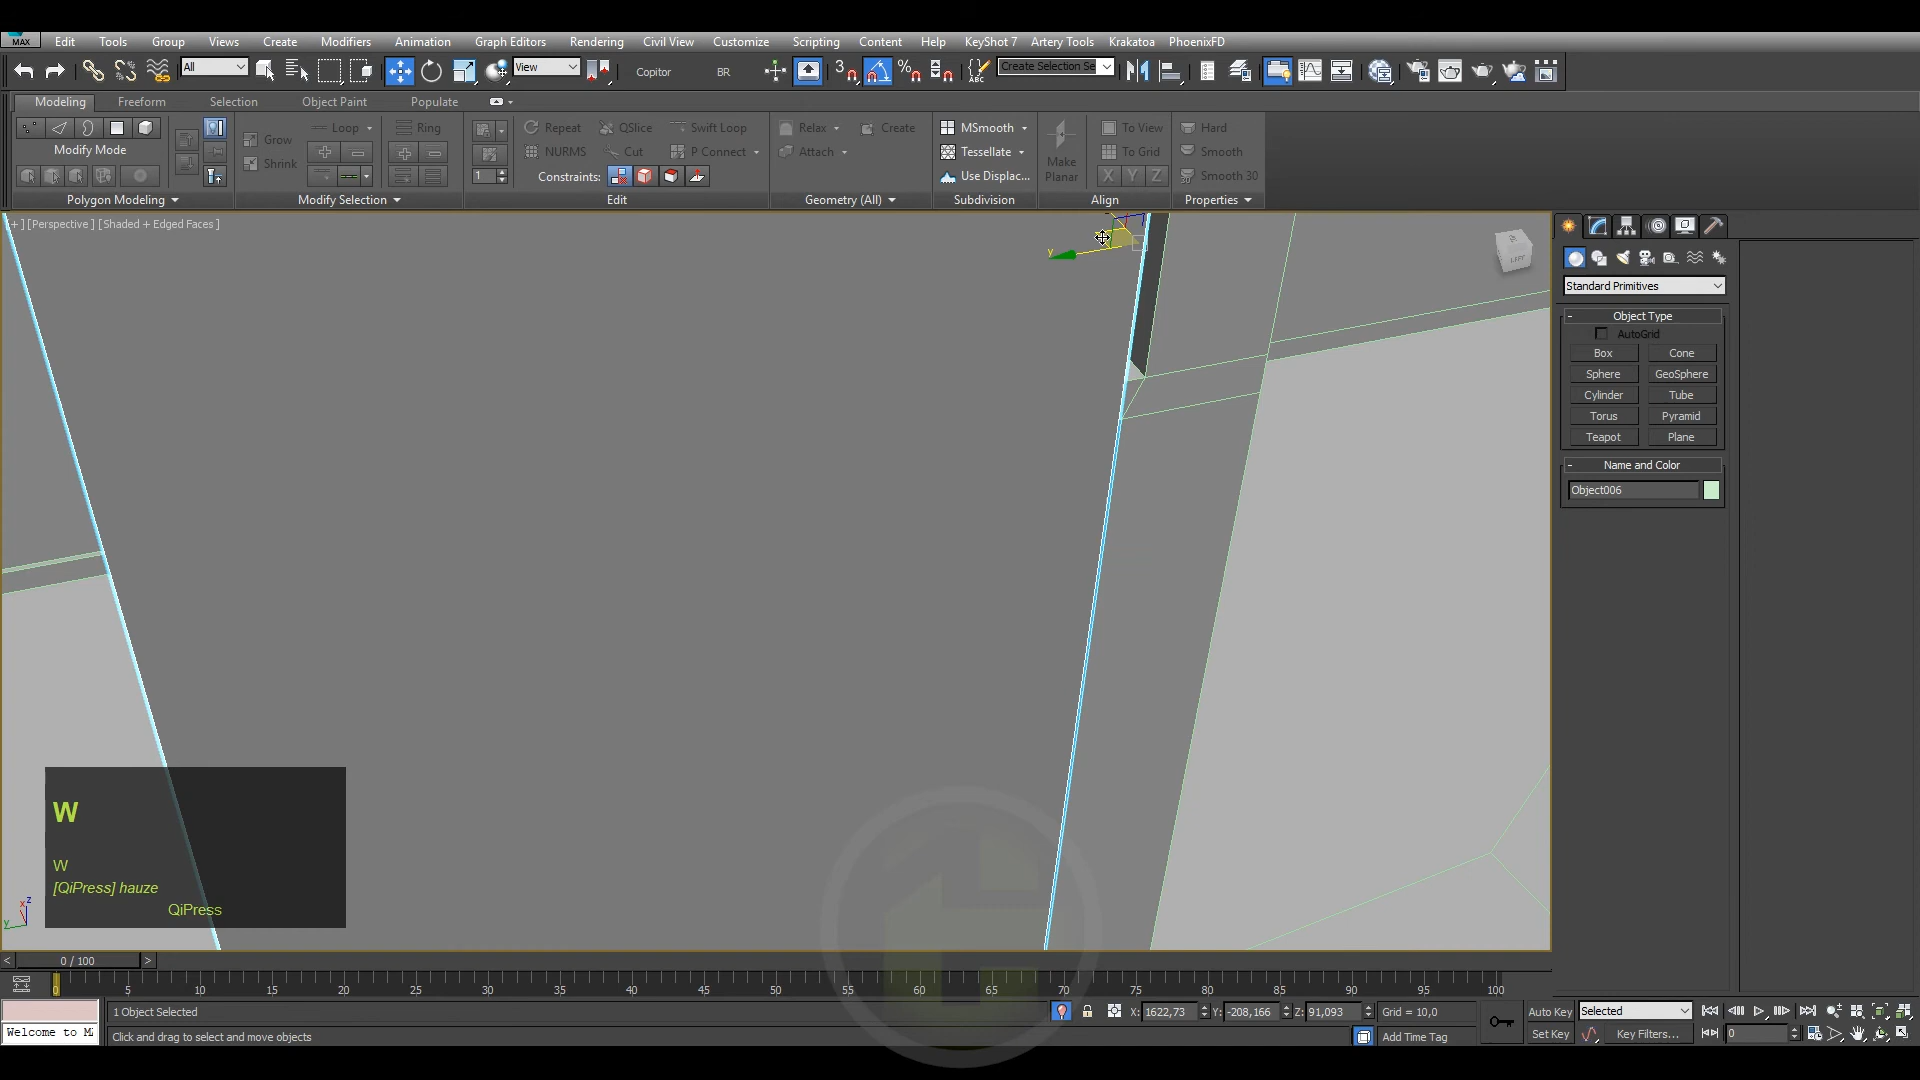 MAX Edit Tools Group Views Create Modifiers Animation Graph Editors Rendering Civil View Customize Scripting Content Help KeyShot 7 Artery Tools Krakatoa PhoenixFD
All View Copitor BR 3 % ABC Create Selection Se
Modeling Freeform Selection Object Paint Populate
Loop Ring Repeat QSlice Swift Loop Relax Create MSmooth To View Hard
Modify Mode Grow NURMS Cut P Connect Attach Tessellate To Grid Smooth
Shrink 1 Constraints: Use Displac... Make Planar X Y Z Smooth 30
Polygon Modeling Modify Selection Edit Geometry (All) Subdivision Align Properties
+ ] [Perspective ] [Shaded + Edged Faces ]
y
LEFT
Standard Primitives
- Object Type
AutoGrid
Box Cone
Sphere GeoSphere
Cylinder Tube
Torus Pyramid
Teapot Plane
- Name and Color
Object006
W
W
[QiPress] hauze
QiPress
z
x
y
< 0 / 100 >
0 5 10 15 20 25 30 35 40 45 50 55 60 65 70 75 80 85 90 95 100
1 Object Selected X: 1622,73 Y: -208,166 Z: 91,093 Grid = 10,0 Auto Key Selected
Welcome to M Click and drag to select and move objects Add Time Tag Set Key Key Filters... 0